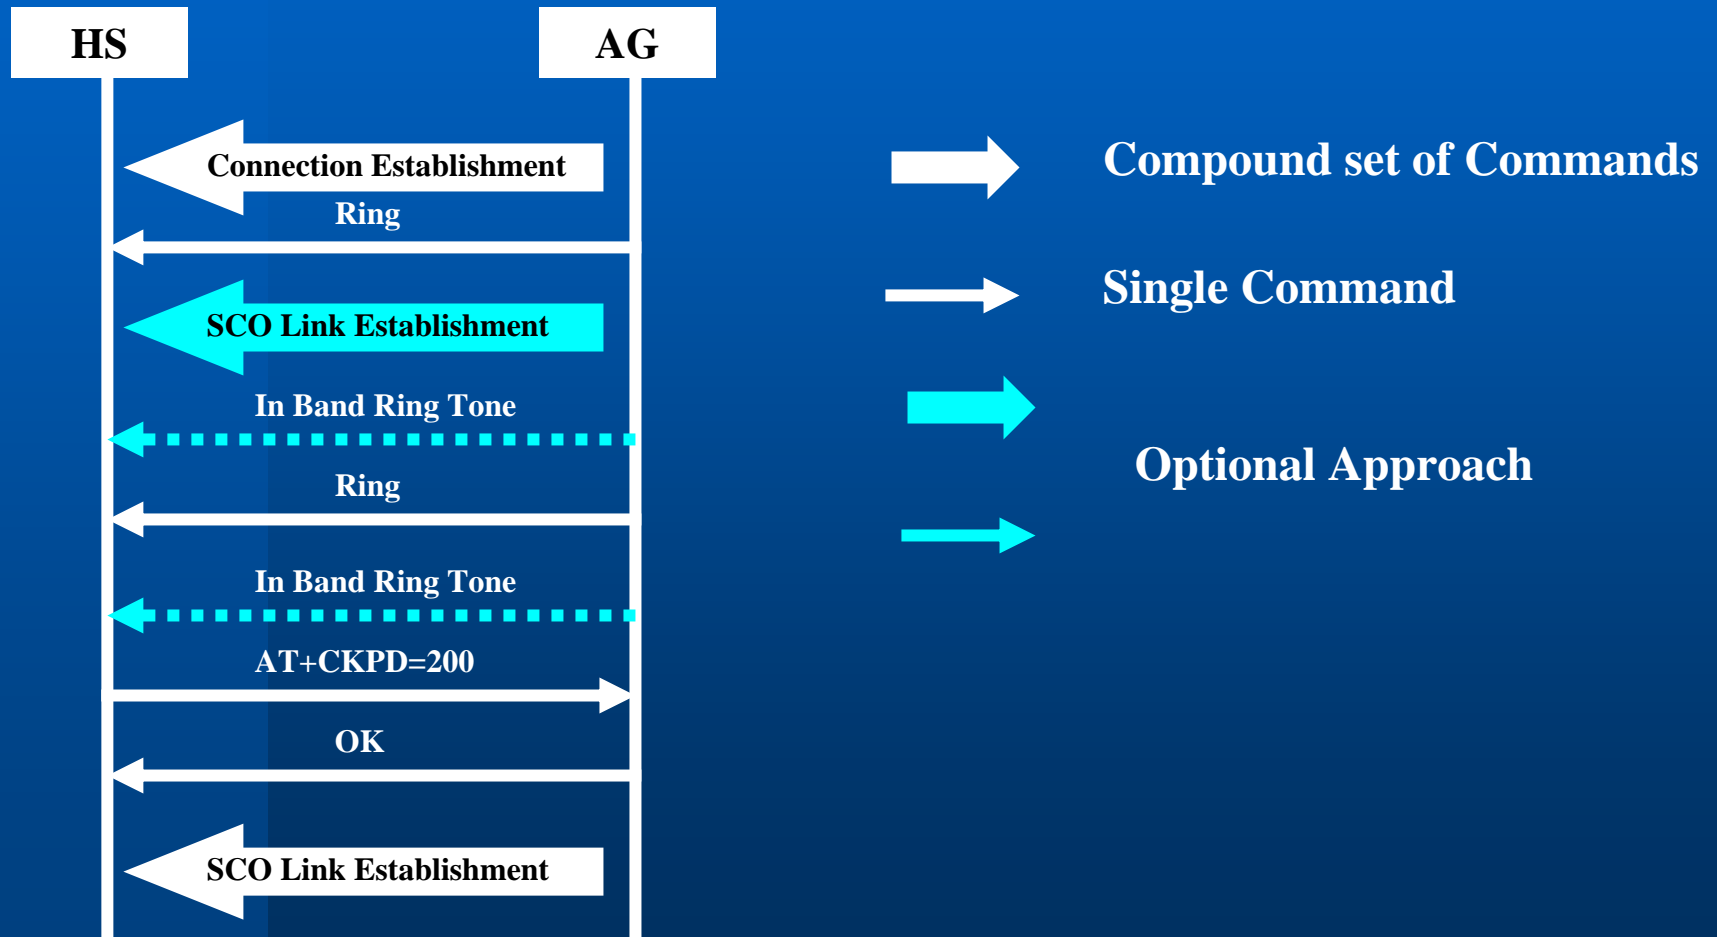 HS
AG
Connection Establishment
Ring
SCO Link Establishment
In Band Ring Tone
Ring
In Band Ring Tone
AT+CKPD=200
OK
SCO Link Establishment
Compound set of Commands
Single Command
Optional Approach